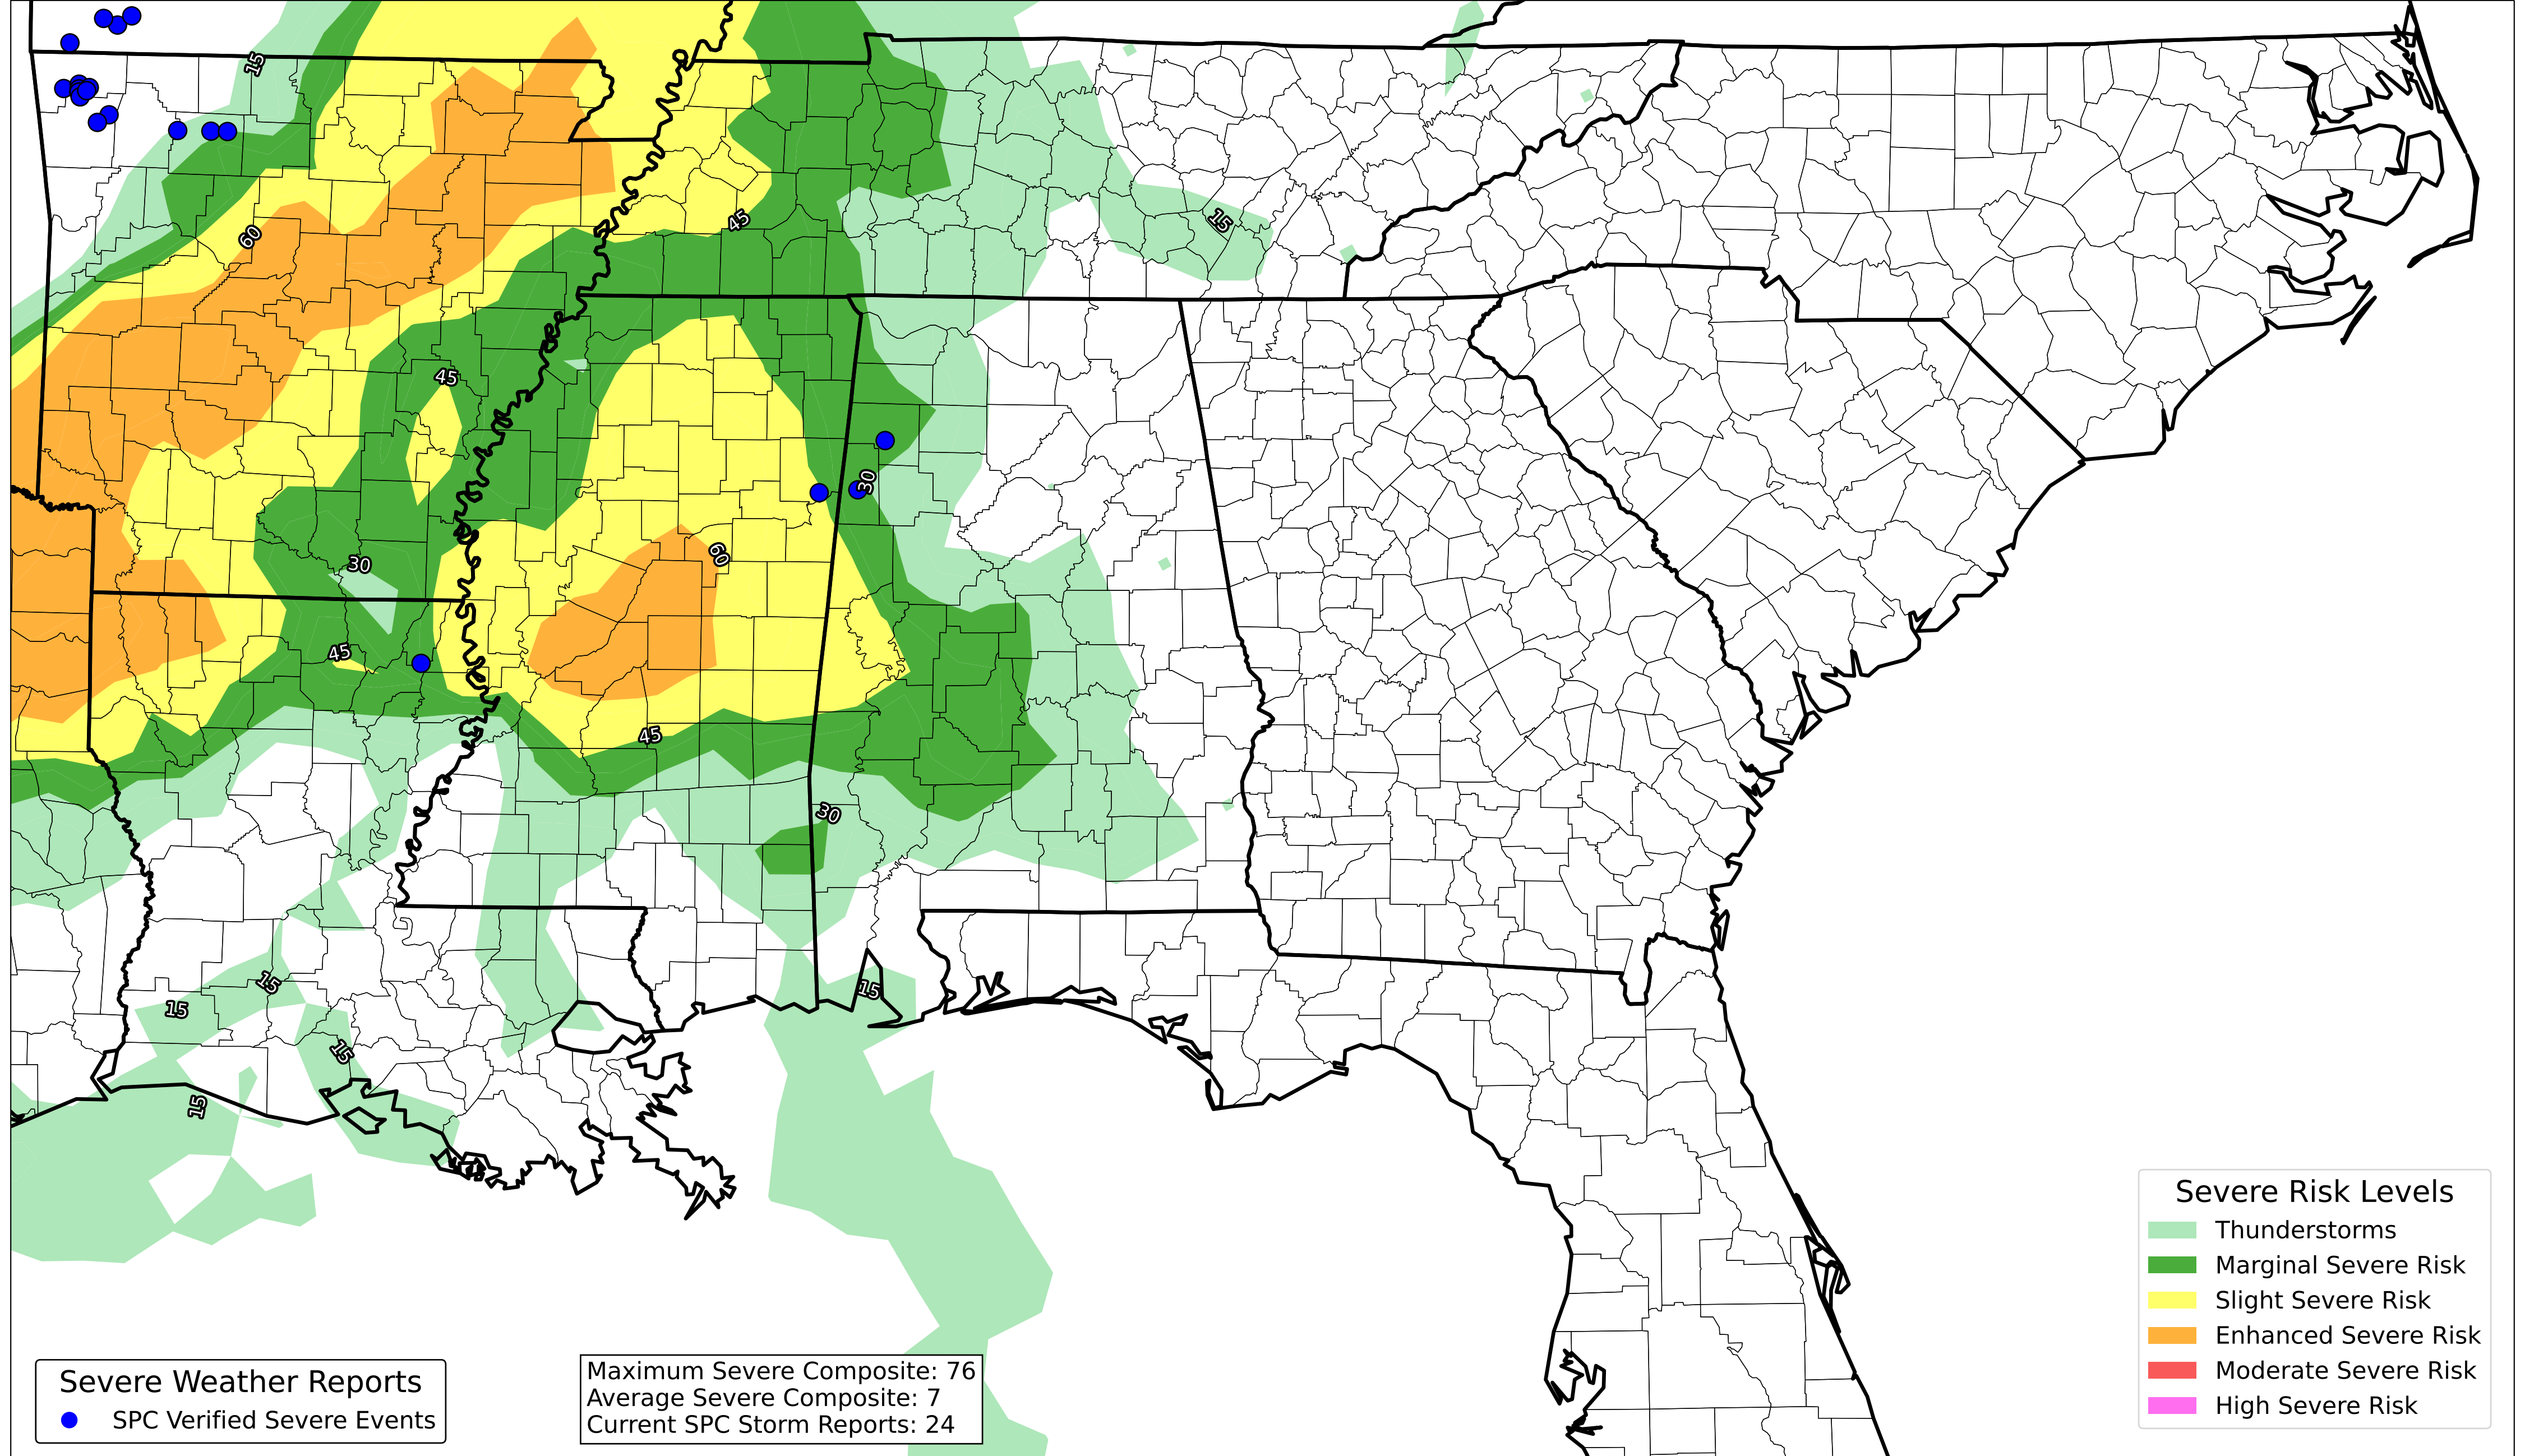 15
60
45
15
45
30
60
30
45
45
30
15
15
15
15
15
Severe Risk Levels
Thunderstorms
Marginal Severe Risk
Slight Severe Risk
Enhanced Severe Risk
Moderate Severe Risk
High Severe Risk
Severe Weather Reports
SPC Verified Severe Events
Maximum Severe Composite: 76
Average Severe Composite: 7
Current SPC Storm Reports: 24